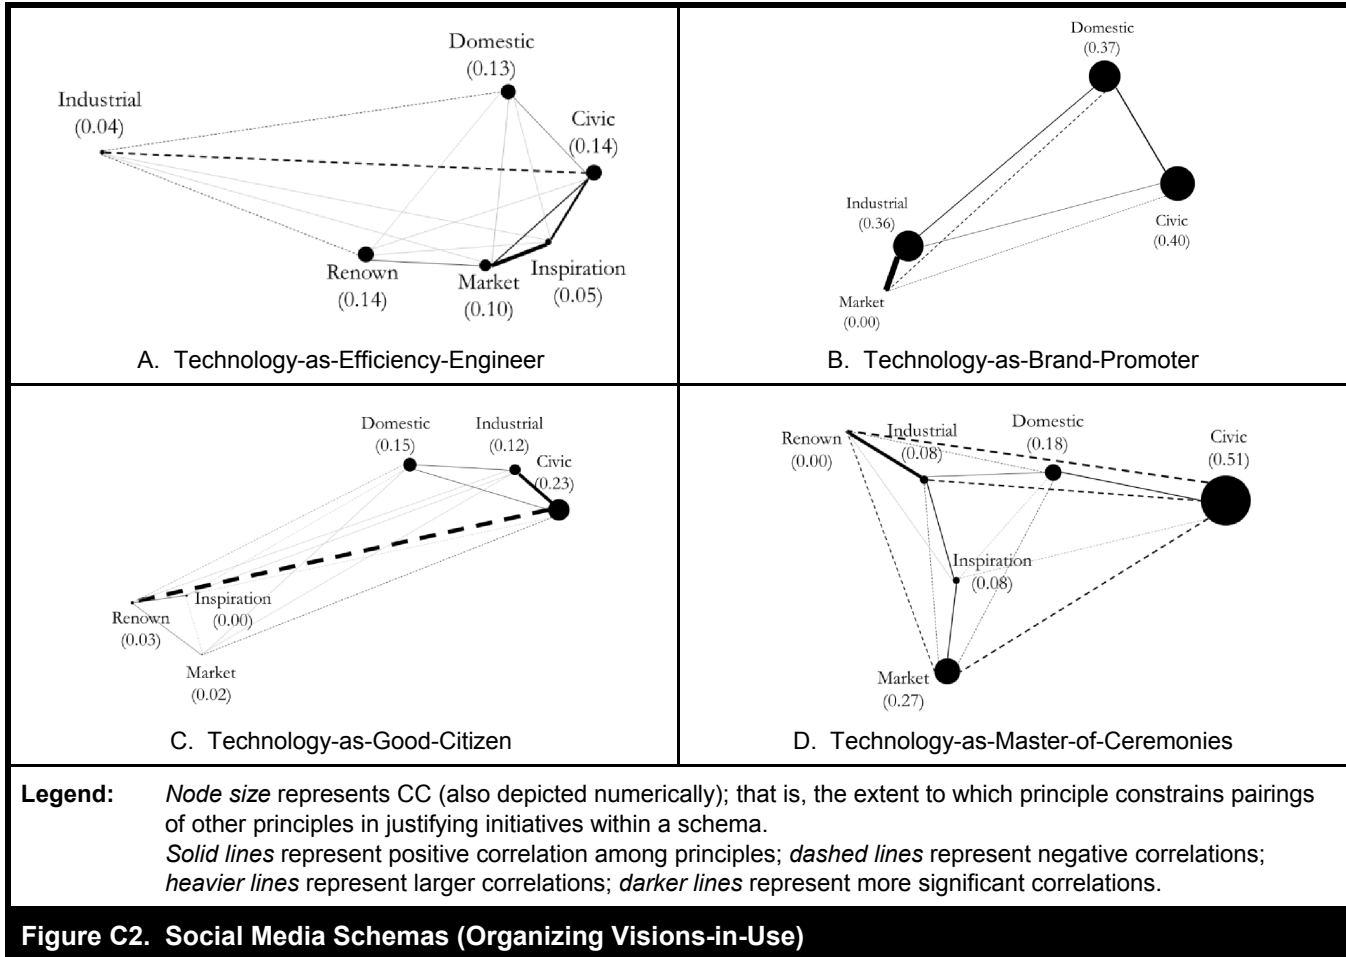 Domestic
(0.13)
Industrial
(0.04)
Civic
(0.14)
Renown
(0.14)
Market
(0.10)
Inspiration
(0.05)
A. Technology-as-Efficiency-Engineer
Domestic
(0.37)
Industrial
(0.36)
Civic
(0.40)
Market
(0.00)
B. Technology-as-Brand-Promoter
Domestic
(0.15)
Industrial
(0.12)
Civic
(0.23)
Renown
(0.03)
Inspiration
(0.00)
Market
(0.02)
C. Technology-as-Good-Citizen
Renown
(0.00)
Industrial
(0.08)
Domestic
(0.18)
Civic
(0.51)
Inspiration
(0.08)
Market
(0.27)
D. Technology-as-Master-of-Ceremonies
Legend: Node size represents CC (also depicted numerically); that is, the extent to which principle constrains pairings
of other principles in justifying initiatives within a schema.
Solid lines represent positive correlation among principles; dashed lines represent negative correlations;
heavier lines represent larger correlations; darker lines represent more significant correlations.
Figure C2. Social Media Schemas (Organizing Visions-in-Use)